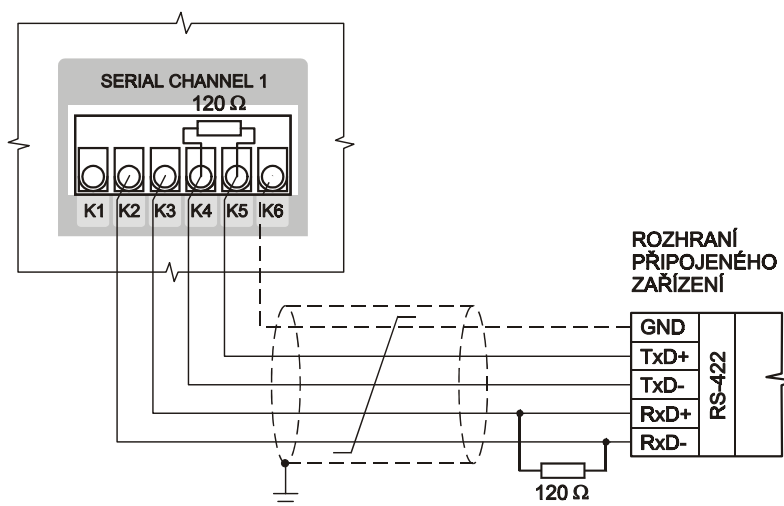 SERIAL CHANNEL 1
120 Ω
K1 K2 K3 K4 K5 K6
ROZHRANÍ
PŘIPOJENÉHO
ZAŘÍZENÍ
GND
TxD+
TxD-
RxD+
RxD-
RS-422
120 Ω